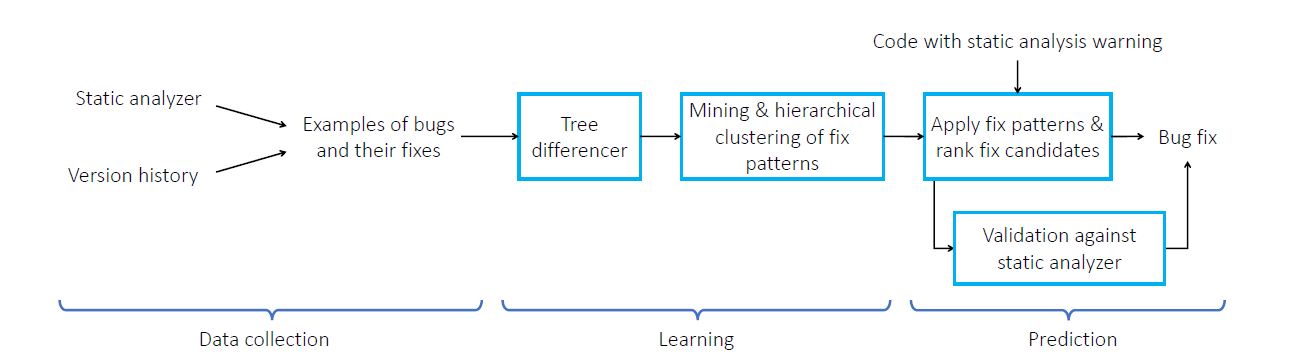 Code with static analysis warning
Static analyzer
Version history
Examples of bugs
and their fixes
Tree
differencer
Mining & hierarchical
clustering of fix
patterns
Apply fix patterns &
rank fix candidates
Bug fix
Validation against
static analyzer
Data collection
Learning
Prediction